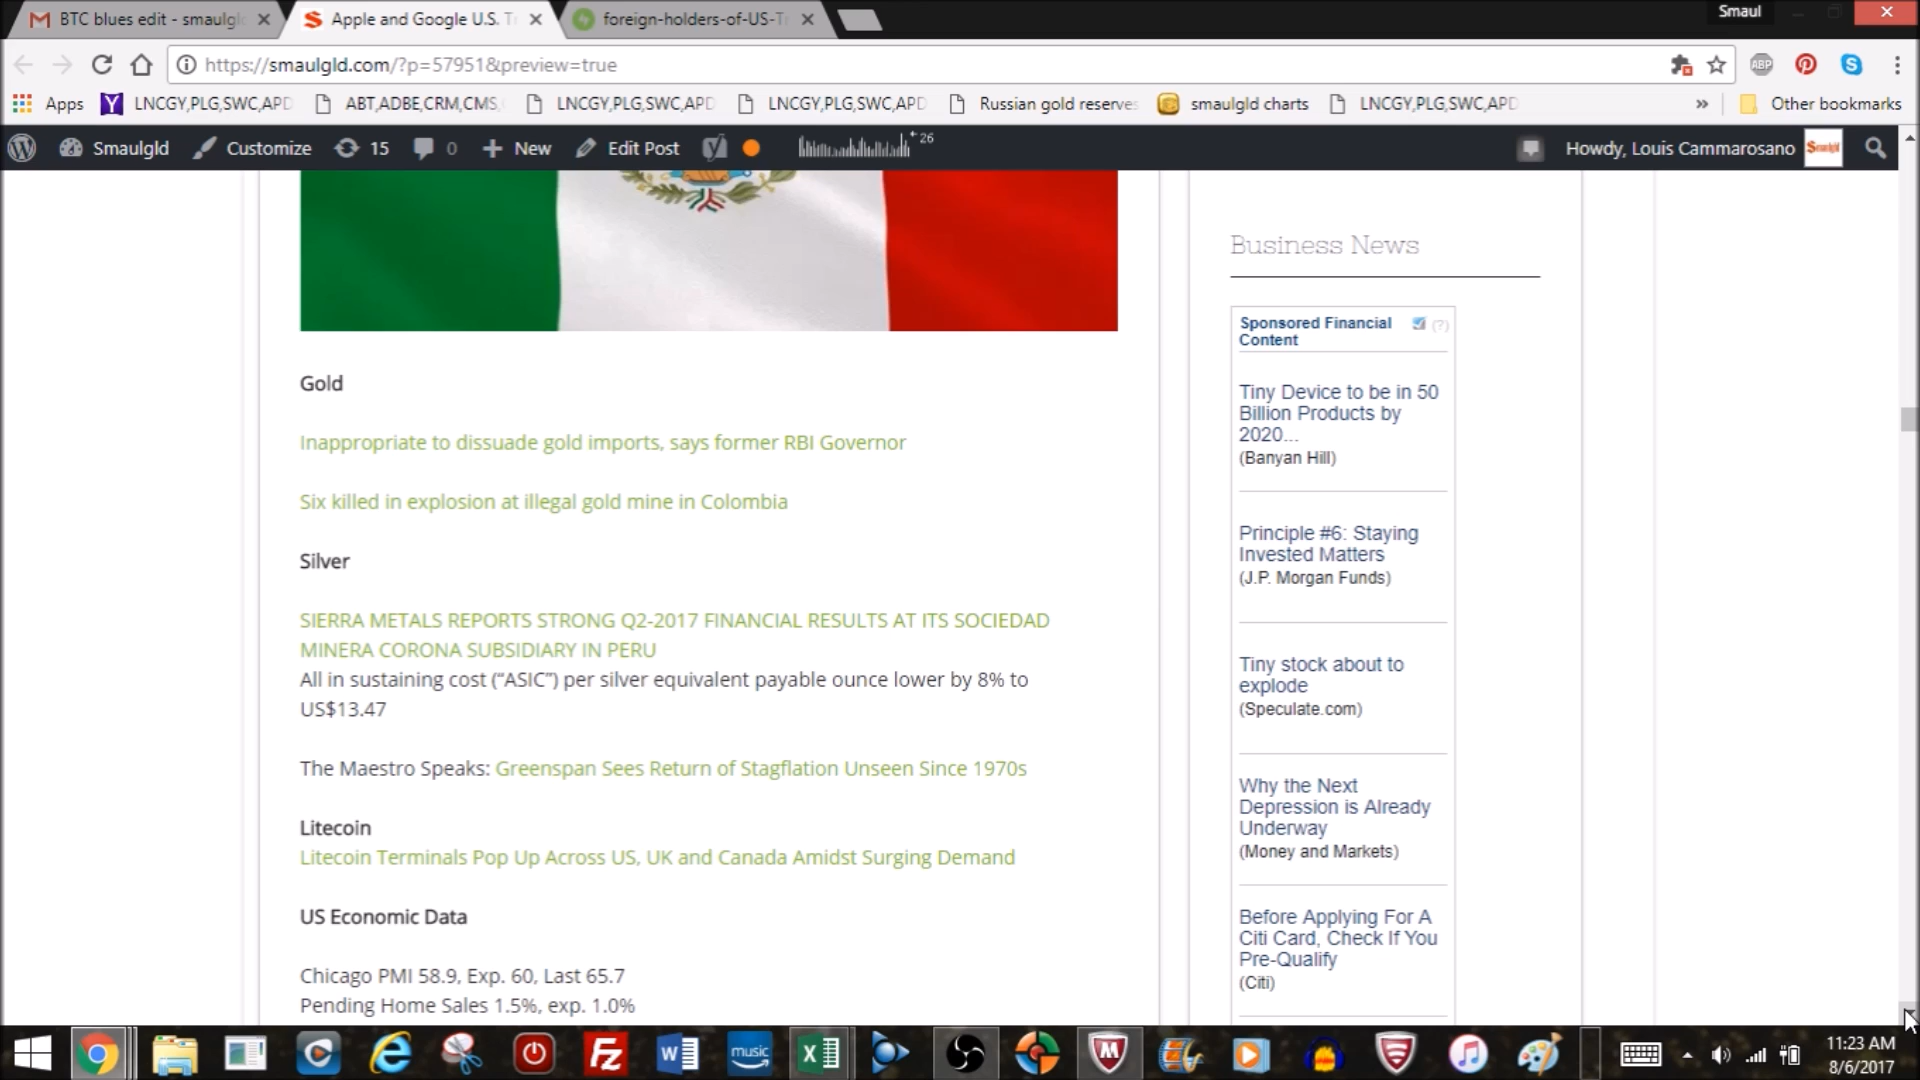 BTC blues edit - smaulgl
Apple and Google U.S. T
foreign-holders-of-US-T
Smaul
https://smaulgld.com/?p=57951&preview=true
ABP
Apps
LNCGY,PLG,SWC,APD
ABT,ADBE,CRM,CMS,
LNCGY,PLG,SWC,APD
LNCGY,PLG,SWC,APD
Russian gold reserves
smaulgld charts
LNCGY,PLG,SWC,APD
»
Other bookmarks
Smaulgld
Customize
15
0
New
Edit Post
26
Howdy, Louis Cammarosano
Smaulgld
Business News
Sponsored Financial
Content
(?)
Tiny Device to be in 50
Billion Products by
2020...
(Banyan Hill)
Principle #6: Staying
Invested Matters
(J.P. Morgan Funds)
Tiny stock about to
explode
(Speculate.com)
Why the Next
Depression is Already
Underway
(Money and Markets)
Before Applying For A
Citi Card, Check If You
Pre-Qualify
(Citi)
Gold
Inappropriate to dissuade gold imports, says former RBI Governor
Six killed in explosion at illegal gold mine in Colombia
Silver
SIERRA METALS REPORTS STRONG Q2-2017 FINANCIAL RESULTS AT ITS SOCIEDAD
MINERA CORONA SUBSIDIARY IN PERU
All in sustaining cost (“ASIC”) per silver equivalent payable ounce lower by 8% to
US$13.47
The Maestro Speaks: Greenspan Sees Return of Stagflation Unseen Since 1970s
Litecoin
Litecoin Terminals Pop Up Across US, UK and Canada Amidst Surging Demand
US Economic Data
Chicago PMI 58.9, Exp. 60, Last 65.7
Pending Home Sales 1.5%, exp. 1.0%
music
11:23 AM
8/6/2017